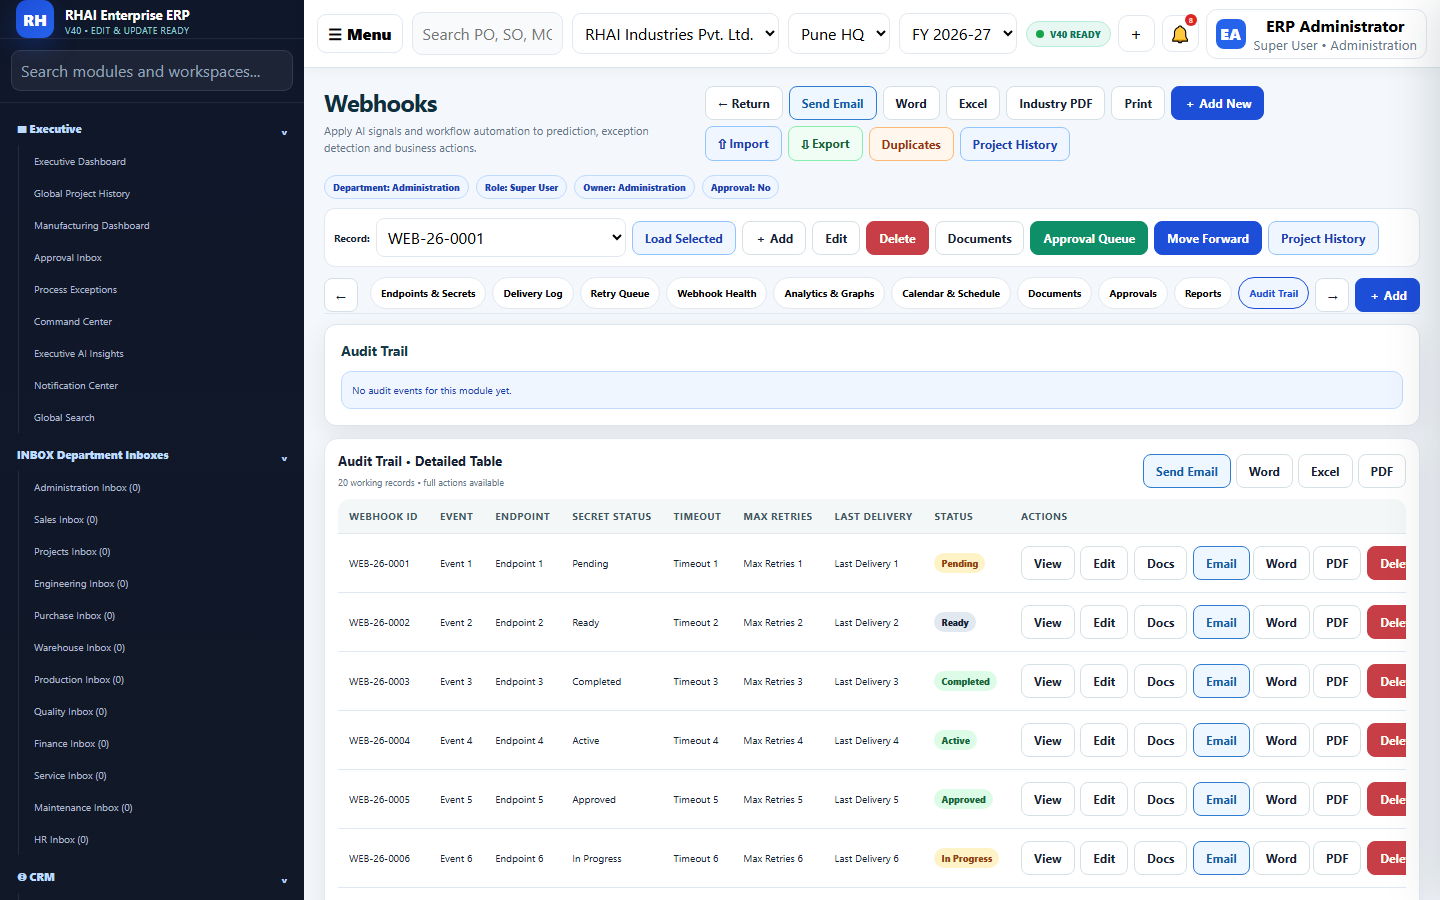 RH
RHAI Enterprise ERP
V40 • EDIT & UPDATE READY
Search modules and workspaces...
Executive
v
Executive Dashboard
Global Project History
Manufacturing Dashboard
Approval Inbox
Process Exceptions
Command Center
Executive AI Insights
Notification Center
Global Search
INBOX Department Inboxes
v
Administration Inbox (0)
Sales Inbox (0)
Projects Inbox (0)
Engineering Inbox (0)
Purchase Inbox (0)
Warehouse Inbox (0)
Production Inbox (0)
Quality Inbox (0)
Finance Inbox (0)
Service Inbox (0)
Maintenance Inbox (0)
HR Inbox (0)
CRM
v
☰ Menu
Search PO, SO, MO
RHAI Industries Pvt. Ltd.
Pune HQ
FY 2026-27
V40 READY
+
8
EA
ERP Administrator
Super User • Administration
Webhooks
Apply AI signals and workflow automation to prediction, exception
detection and business actions.
← Return
Send Email
Word
Excel
Industry PDF
Print
+ Add New
⇧ Import
⇩ Export
Duplicates
Project History
Department: Administration
Role: Super User
Owner: Administration
Approval: No
Record:
WEB-26-0001
Load Selected
+ Add
Edit
Delete
Documents
Approval Queue
Move Forward
Project History
←
Endpoints & Secrets
Delivery Log
Retry Queue
Webhook Health
Analytics & Graphs
Calendar & Schedule
Documents
Approvals
Reports
Audit Trail
→
+ Add
Audit Trail
No audit events for this module yet.
Audit Trail • Detailed Table
20 working records • full actions available
Send Email
Word
Excel
PDF
WEBHOOK ID EVENT ENDPOINT SECRET STATUS TIMEOUT MAX RETRIES LAST DELIVERY STATUS ACTIONS
WEB-26-0001 Event 1 Endpoint 1 Pending Timeout 1 Max Retries 1 Last Delivery 1 Pending View Edit Docs Email Word PDF Dele
WEB-26-0002 Event 2 Endpoint 2 Ready Timeout 2 Max Retries 2 Last Delivery 2 Ready View Edit Docs Email Word PDF Dele
WEB-26-0003 Event 3 Endpoint 3 Completed Timeout 3 Max Retries 3 Last Delivery 3 Completed View Edit Docs Email Word PDF Dele
WEB-26-0004 Event 4 Endpoint 4 Active Timeout 4 Max Retries 4 Last Delivery 4 Active View Edit Docs Email Word PDF Dele
WEB-26-0005 Event 5 Endpoint 5 Approved Timeout 5 Max Retries 5 Last Delivery 5 Approved View Edit Docs Email Word PDF Dele
WEB-26-0006 Event 6 Endpoint 6 In Progress Timeout 6 Max Retries 6 Last Delivery 6 In Progress View Edit Docs Email Word PDF Dele